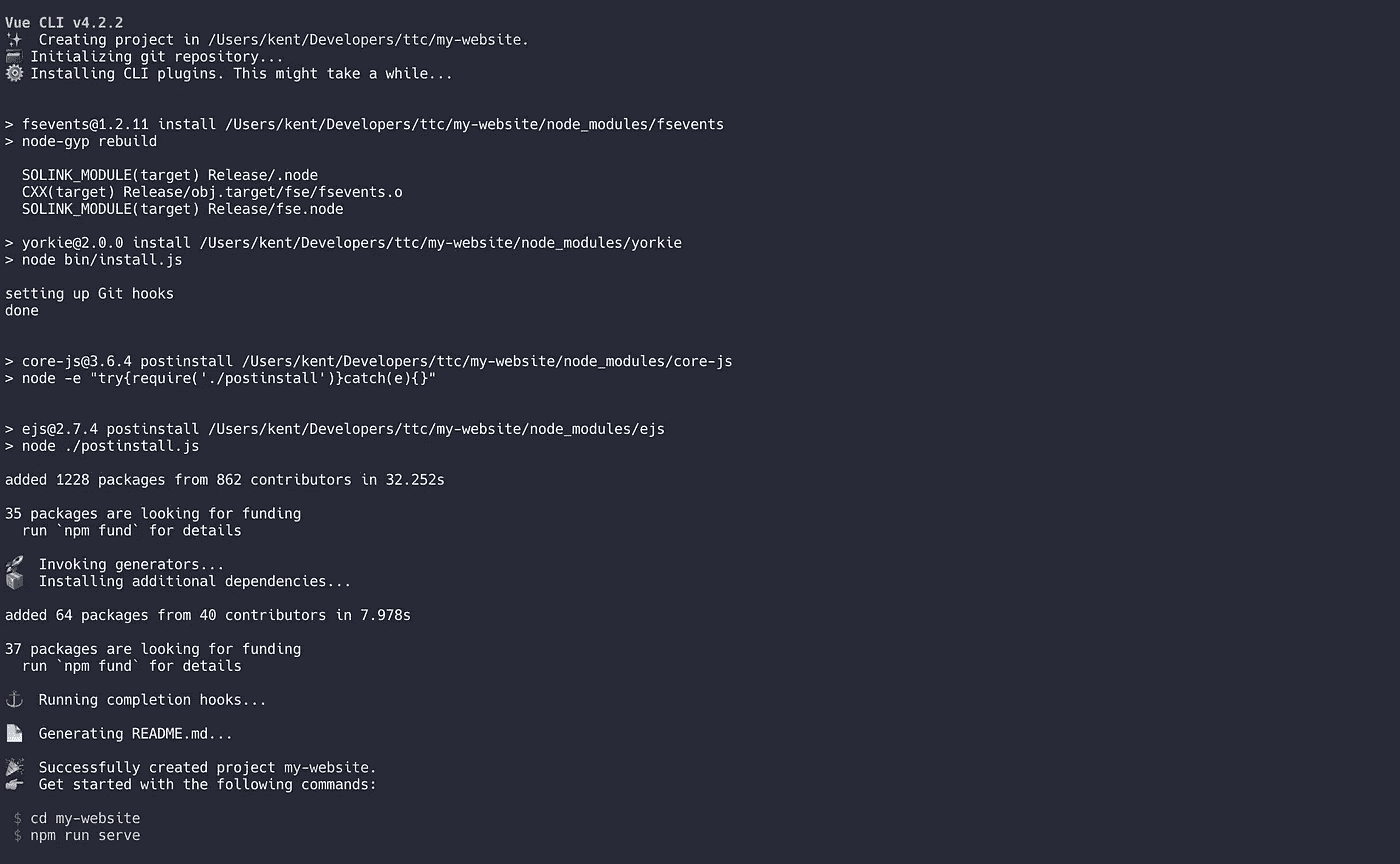 Vue CLI v4.2.2
✨  Creating project in /Users/kent/Developers/ttc/my-website.
🗃 Initializing git repository...
⚙ Installing CLI plugins. This might take a while...
> fsevents@1.2.11 install /Users/kent/Developers/ttc/my-website/node_modules/fsevents
> node-gyp rebuild
  SOLINK_MODULE(target) Release/.node
  CXX(target) Release/obj.target/fse/fsevents.o
  SOLINK_MODULE(target) Release/fse.node
> yorkie@2.0.0 install /Users/kent/Developers/ttc/my-website/node_modules/yorkie
> node bin/install.js
setting up Git hooks
done
> core-js@3.6.4 postinstall /Users/kent/Developers/ttc/my-website/node_modules/core-js
> node -e "try{require('./postinstall')}catch(e){}"
> ejs@2.7.4 postinstall /Users/kent/Developers/ttc/my-website/node_modules/ejs
> node ./postinstall.js
added 1228 packages from 862 contributors in 32.252s
35 packages are looking for funding
  run `npm fund` for details
🚀  Invoking generators...
📦  Installing additional dependencies...
added 64 packages from 40 contributors in 7.978s
37 packages are looking for funding
  run `npm fund` for details
⚓  Running completion hooks...
📄  Generating README.md...
🎉  Successfully created project my-website.
👉  Get started with the following commands:
 $ cd my-website
 $ npm run serve